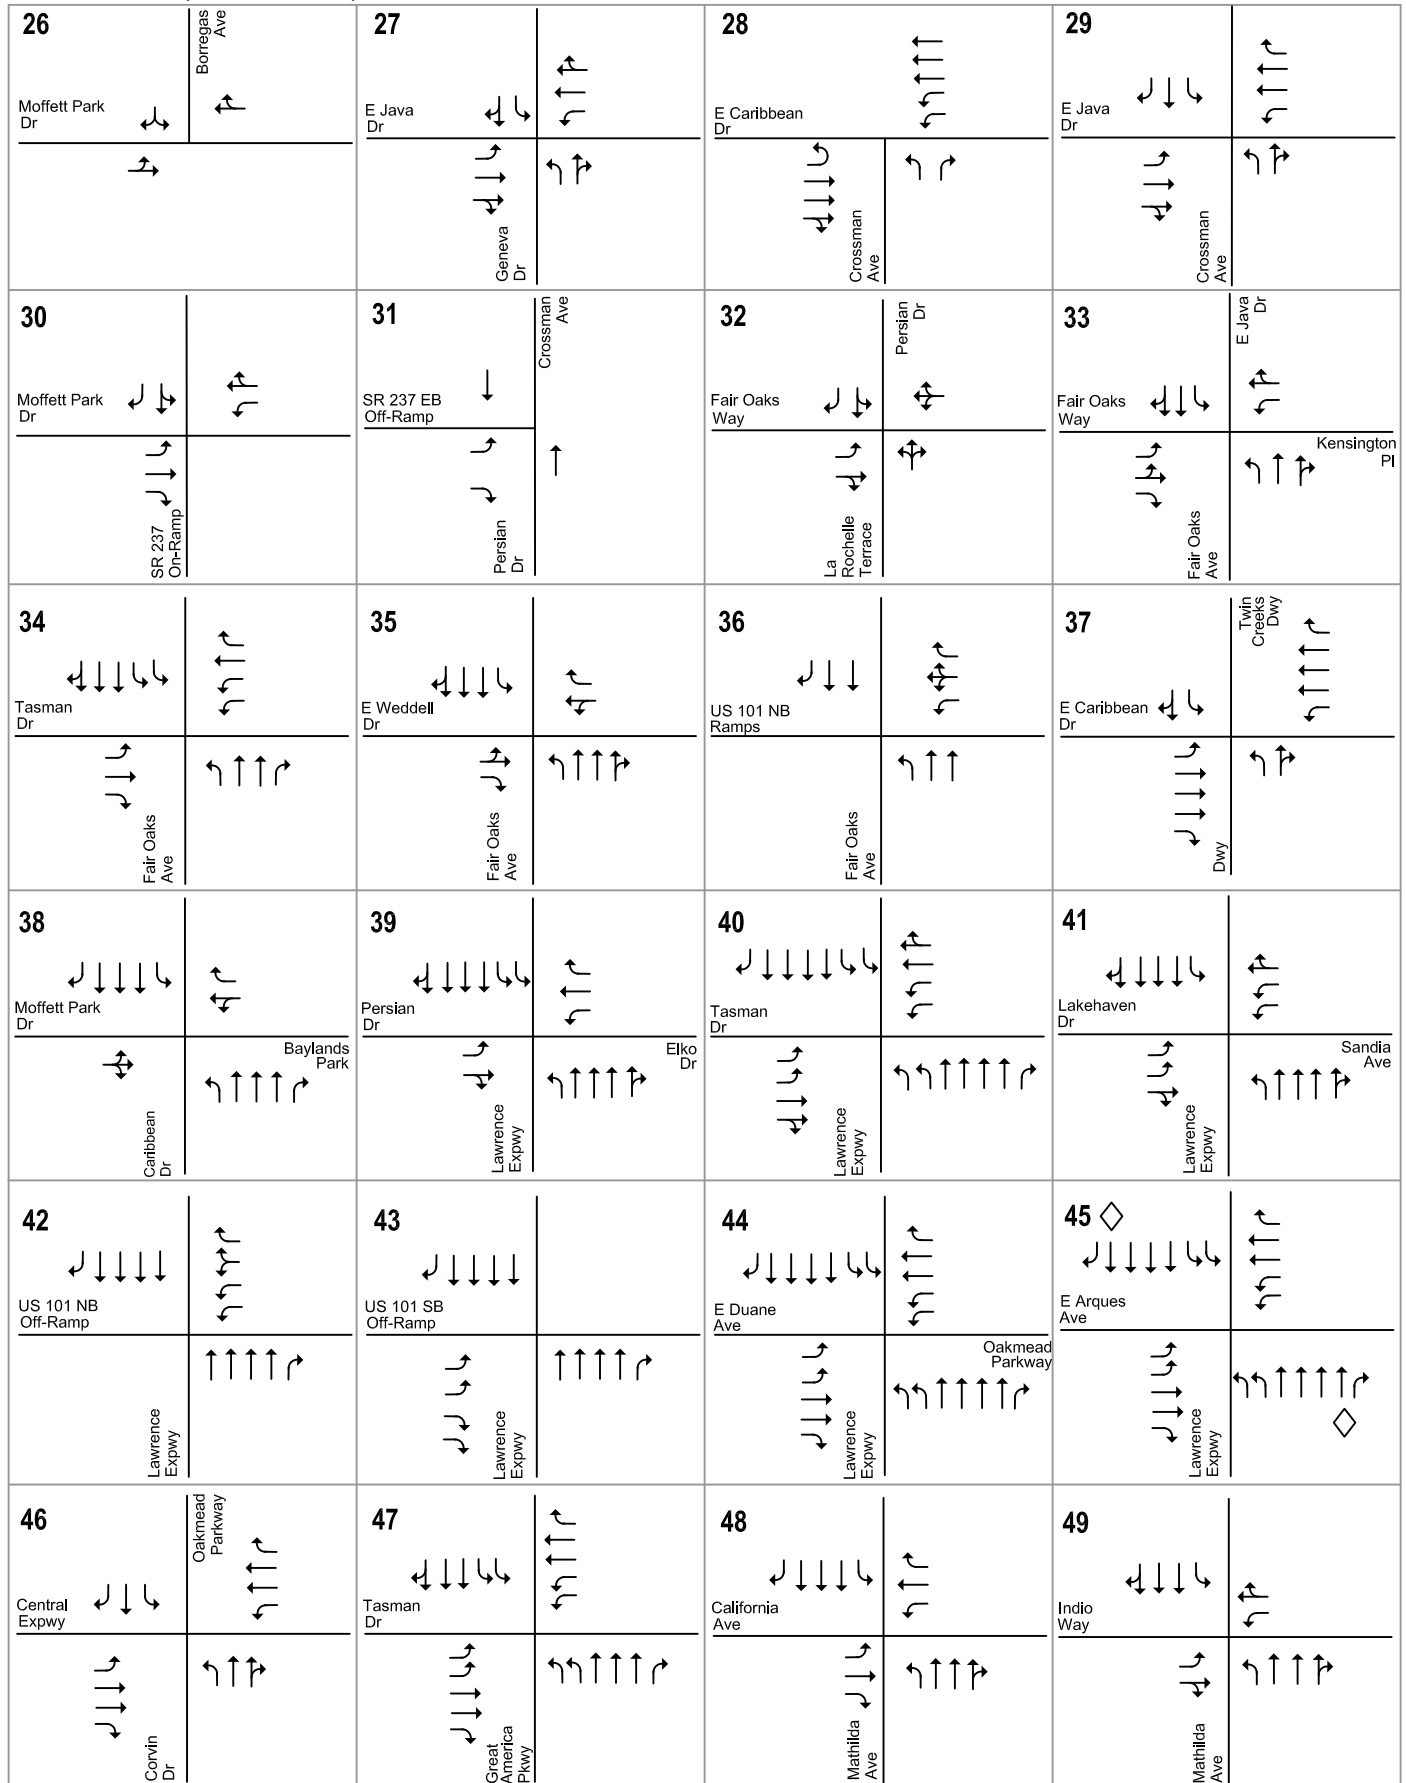 26
Borregas
Ave
Moffett Park
Dr
27
E Java
Dr
Geneva
Dr
28
E Caribbean
Dr
Crossman
Ave
29
E Java
Dr
Crossman
Ave
30
Moffett Park
Dr
SR 237
On-Ramp
31
Crossman
Ave
SR 237 EB
Off-Ramp
Persian
Dr
32
Persian
Dr
Fair Oaks
Way
La
Rochelle
Terrace
33
E Java
Dr
Fair Oaks
Way
Kensington
Pl
Fair Oaks
Ave
34
Tasman
Dr
Fair Oaks
Ave
35
E Weddell
Dr
Fair Oaks
Ave
36
US 101 NB
Ramps
Fair Oaks
Ave
37
Twin
Creeks
Dwy
E Caribbean
Dr
Dwy
38
Moffett Park
Dr
Baylands
Park
Caribbean
Dr
39
Persian
Dr
Elko
Dr
Lawrence
Expwy
40
Tasman
Dr
Lawrence
Expwy
41
Lakehaven
Dr
Sandia
Ave
Lawrence
Expwy
42
US 101 NB
Off-Ramp
Lawrence
Expwy
43
US 101 SB
Off-Ramp
Lawrence
Expwy
44
E Duane
Ave
Oakmead
Parkway
Lawrence
Expwy
45
E Arques
Ave
Lawrence
Expwy
46
Oakmead
Parkway
Central
Expwy
Corvin
Dr
47
Tasman
Dr
Great
America
Pkwy
48
California
Ave
Mathilda
Ave
49
Indio
Way
Mathilda
Ave